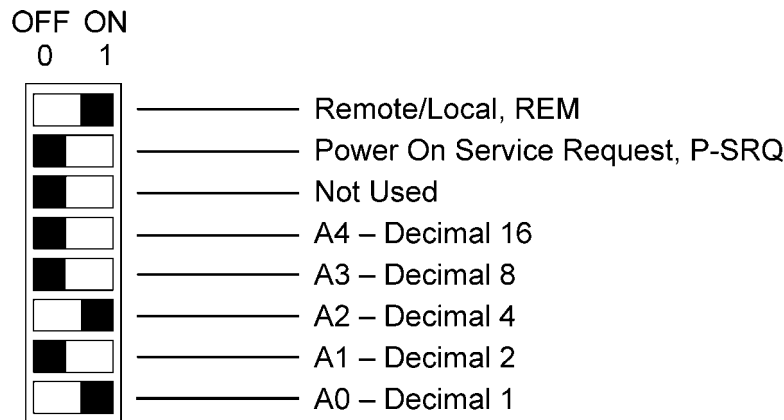 OFF ON
0 1
Remote/Local, REM
Power On Service Request, P-SRQ
Not Used
A4 – Decimal 16
A3 – Decimal 8
A2 – Decimal 4
A1 – Decimal 2
A0 – Decimal 1